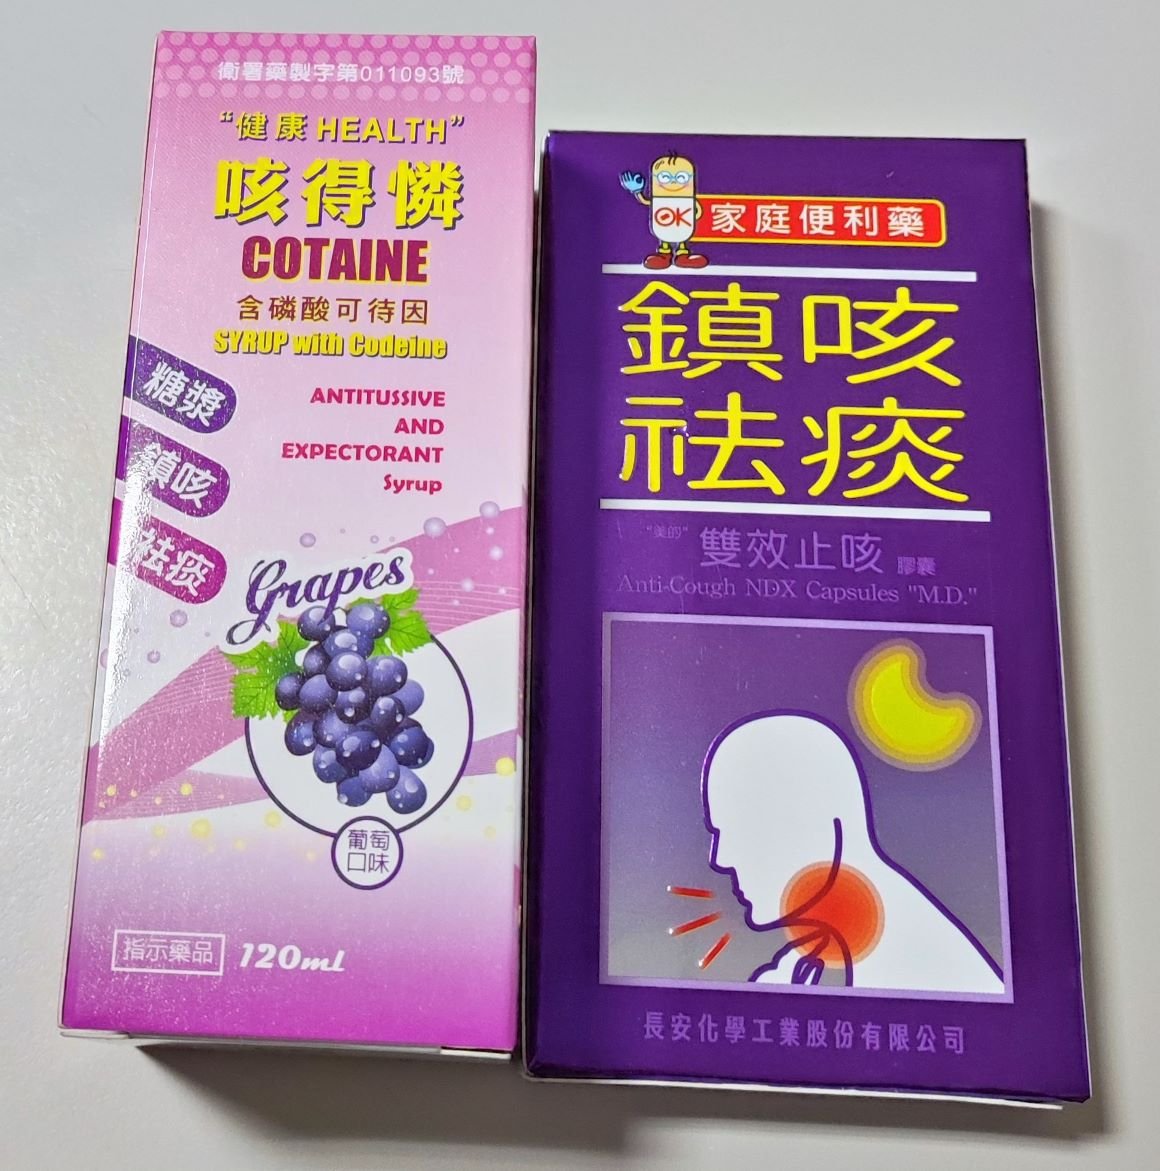 衛署藥製字第011093號
“健康 HEALTH”
咳得憐
COTAINE
含磷酸可待因
SYRUP with Codeine
糖漿
鎮咳
祛痰
ANTITUSSIVE
AND
EXPECTORANT
Syrup
Grapes
葡萄
口味
指示藥品 120ml
OK 家庭便利藥
鎮咳
祛痰
"美的" 雙效止咳 膠囊
Anti-Cough NDX Capsules "M.D."
長安化學工業股份有限公司